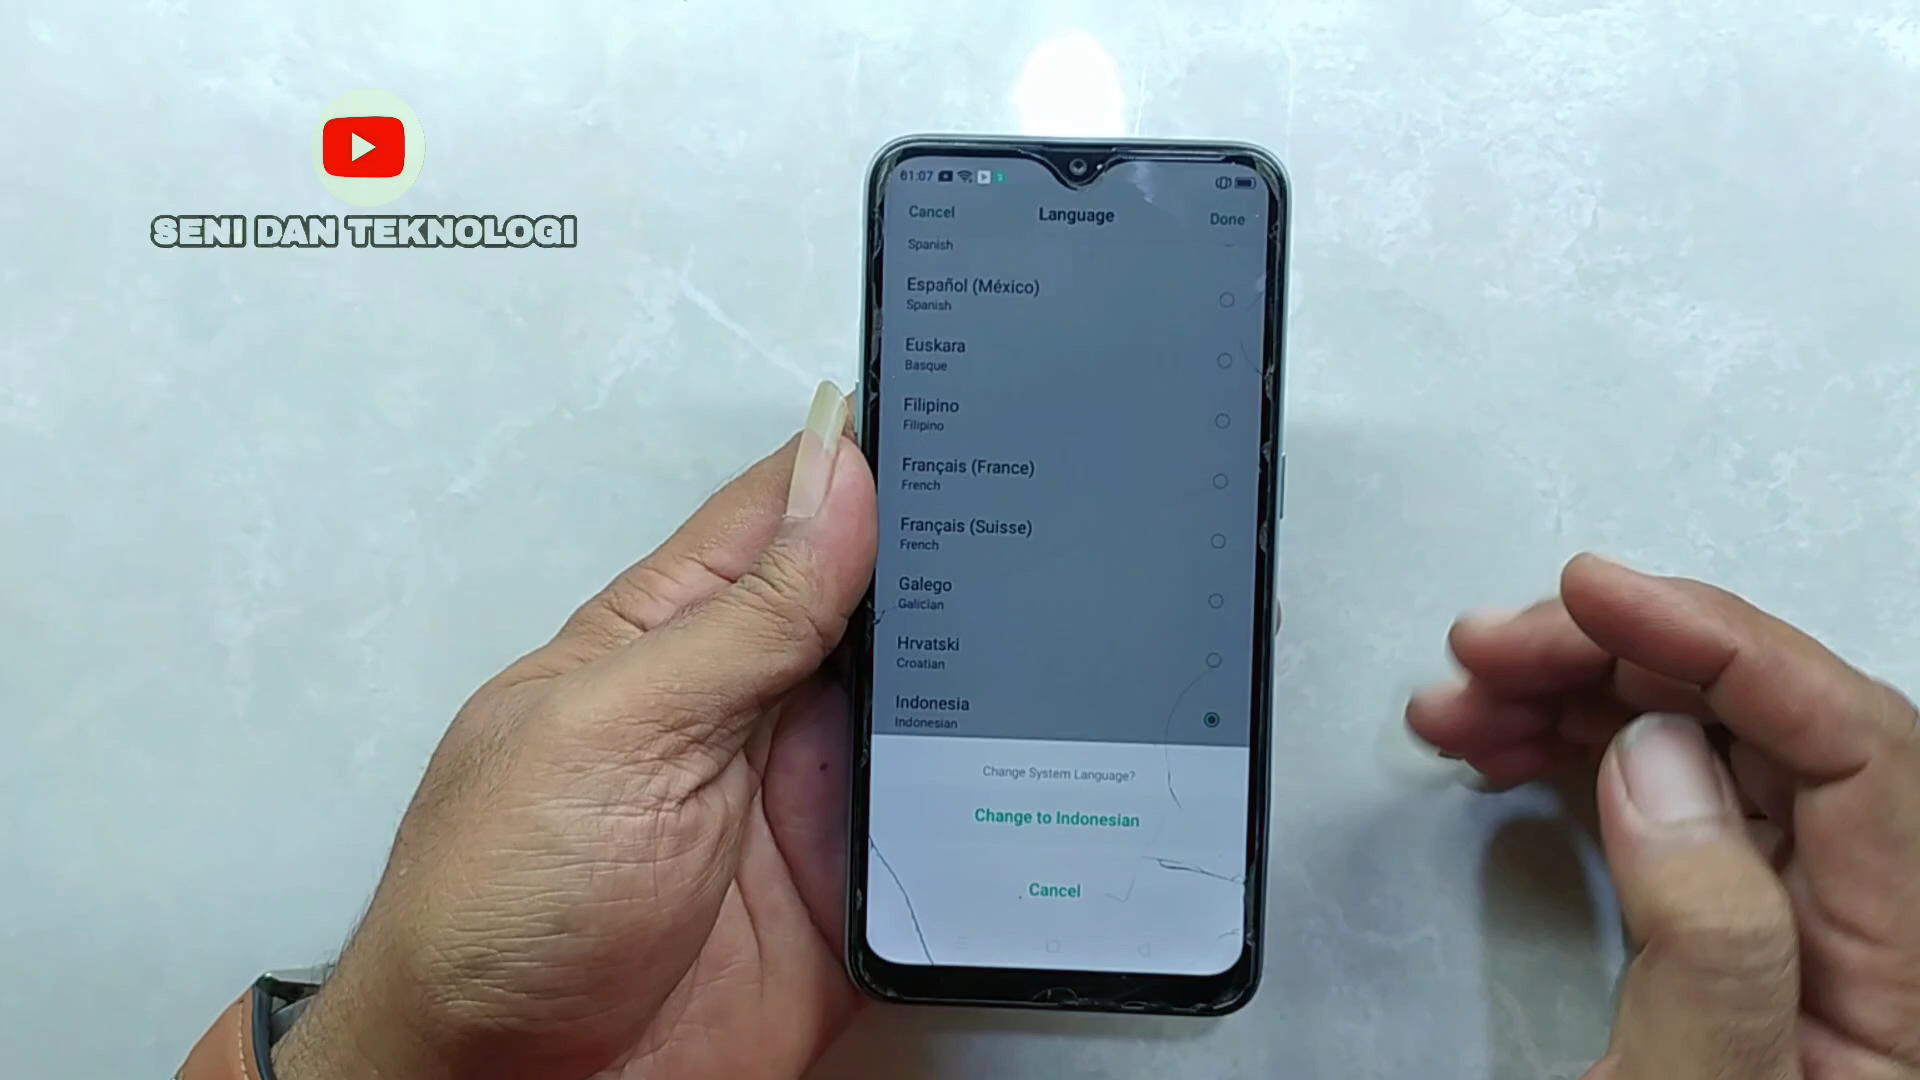 SENI DAN TEKNOLOGI
61:07
Cancel Language Done
Spanish
Español (México)
Spanish
Euskara
Basque
Filipino
Filipino
Français (France)
French
Français (Suisse)
French
Galego
Galician
Hrvatski
Croatian
Indonesia
Indonesian
Change System Language?
Change to Indonesian
Cancel